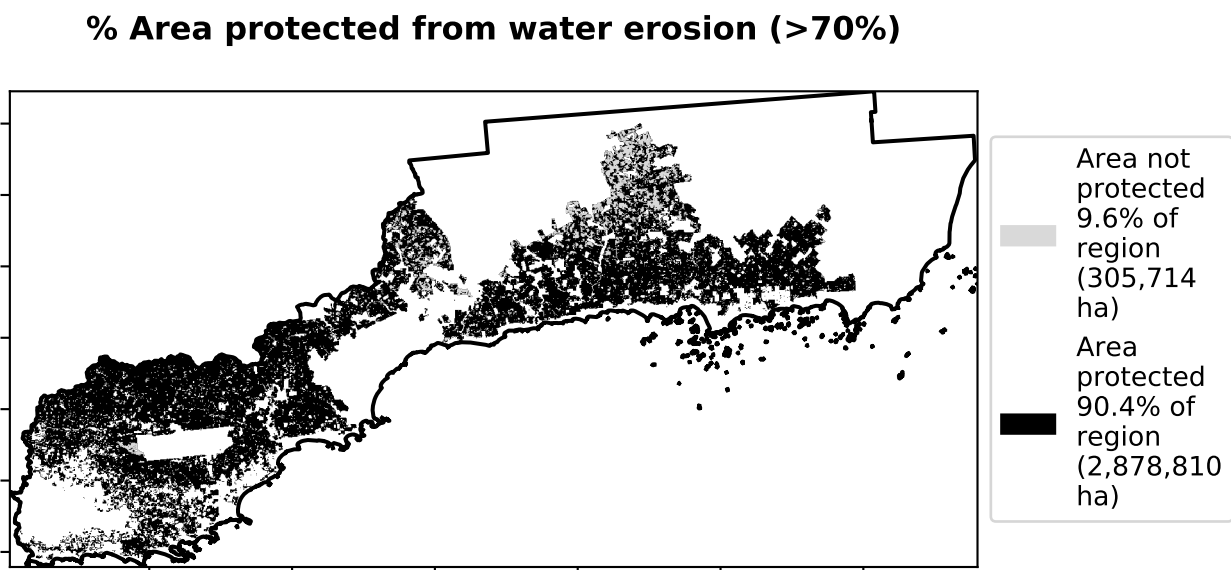 % Area protected from water erosion (>70%)
Area not
protected
9.6% of
region
(305,714
ha)
Area
protected
90.4% of
region
(2,878,810
ha)